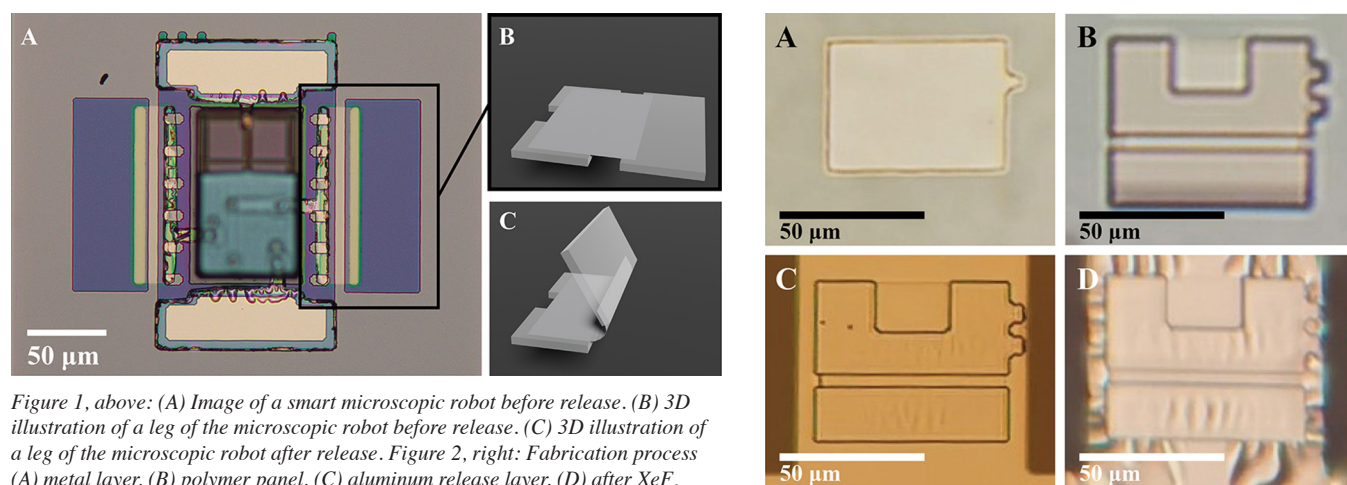 A
B
C
50 μm
A
B
50 μm
50 μm
C
D
50 μm
50 μm
Figure 1, above: (A) Image of a smart microscopic robot before release. (B) 3D
illustration of a leg of the microscopic robot before release. (C) 3D illustration of
a leg of the microscopic robot after release. Figure 2, right: Fabrication process
(A) metal layer, (B) polymer panel, (C) aluminum release layer, (D) after XeF₂